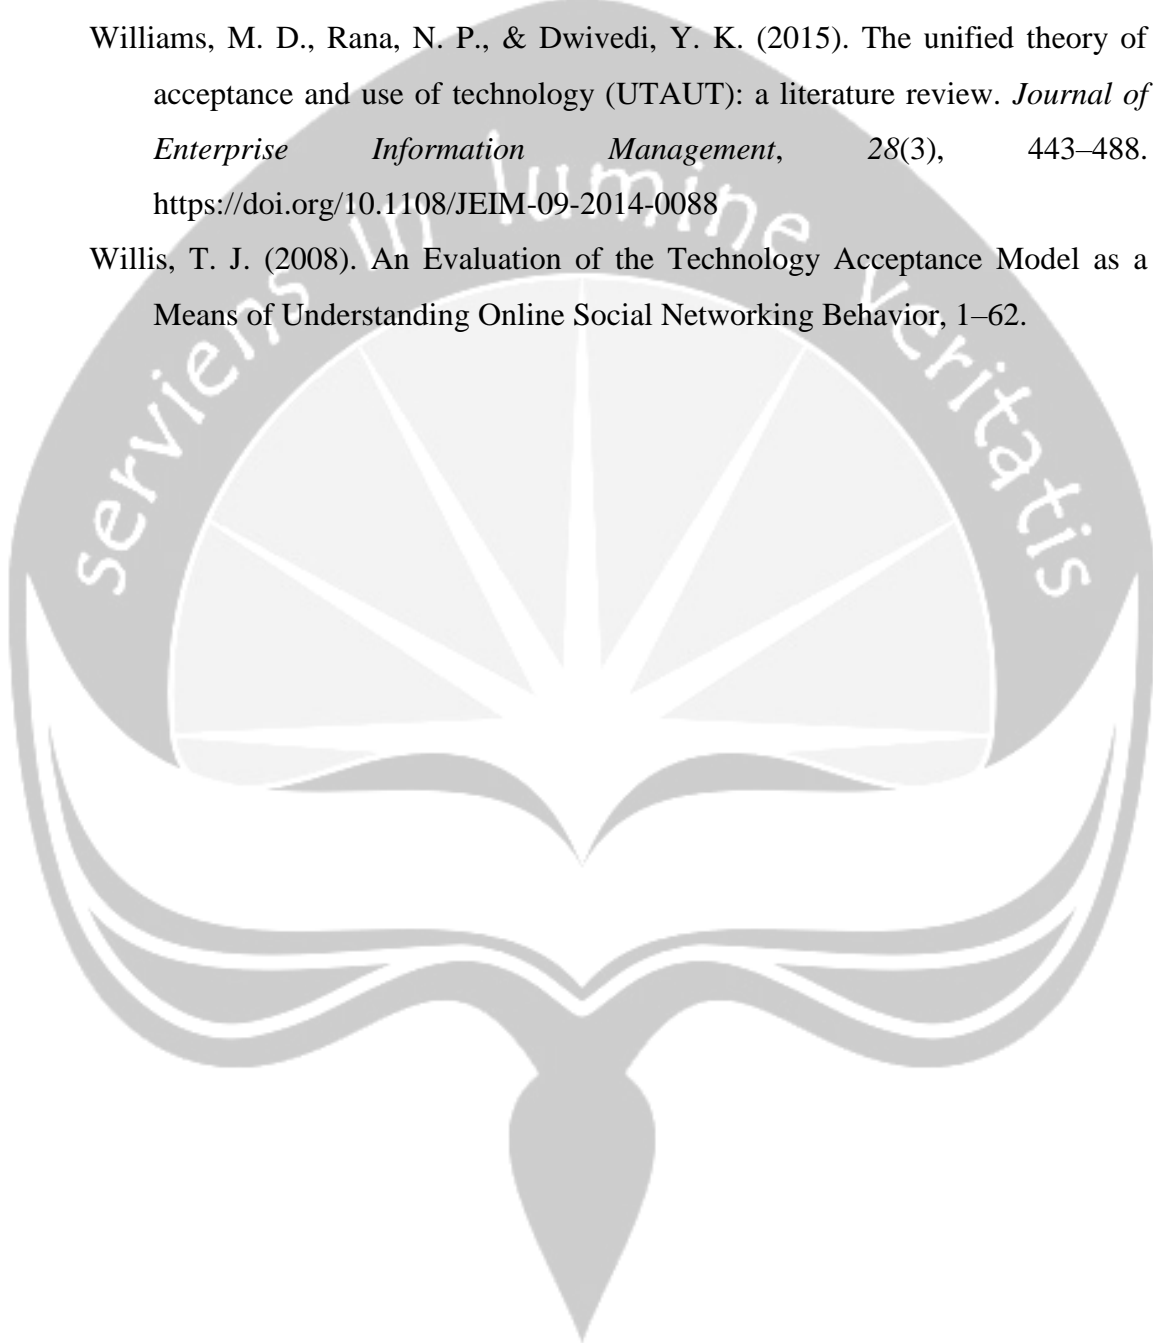 Williams, M. D., Rana, N. P., & Dwivedi, Y. K. (2015). The unified theory of
acceptance and use of technology (UTAUT): a literature review. Journal of
Enterprise Information Management, 28(3), 443–488.
https://doi.org/10.1108/JEIM-09-2014-0088
Willis, T. J. (2008). An Evaluation of the Technology Acceptance Model as a
Means of Understanding Online Social Networking Behavior, 1–62.
serviens in lumine veritatis